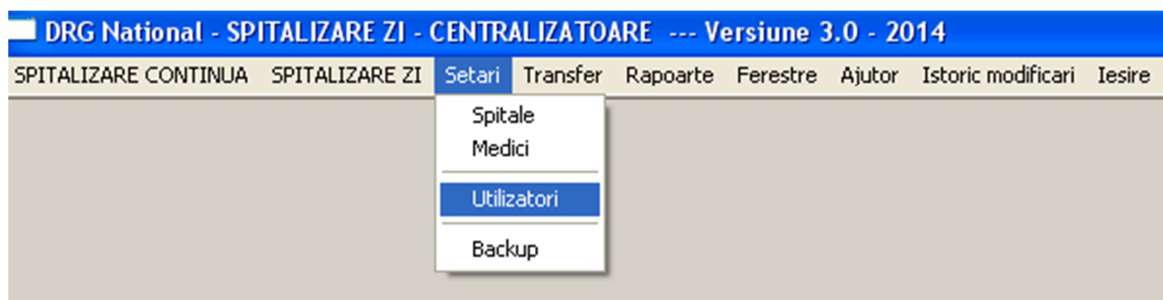 DRG National - SPITALIZARE ZI - CENTRALIZATOARE --- Versiune 3.0 - 2014
SPITALIZARE CONTINUA SPITALIZARE ZI Setari Transfer Rapoarte Ferestre Ajutor Istoric modificari Iesire
Spitale
Medici
Utilizatori
Backup